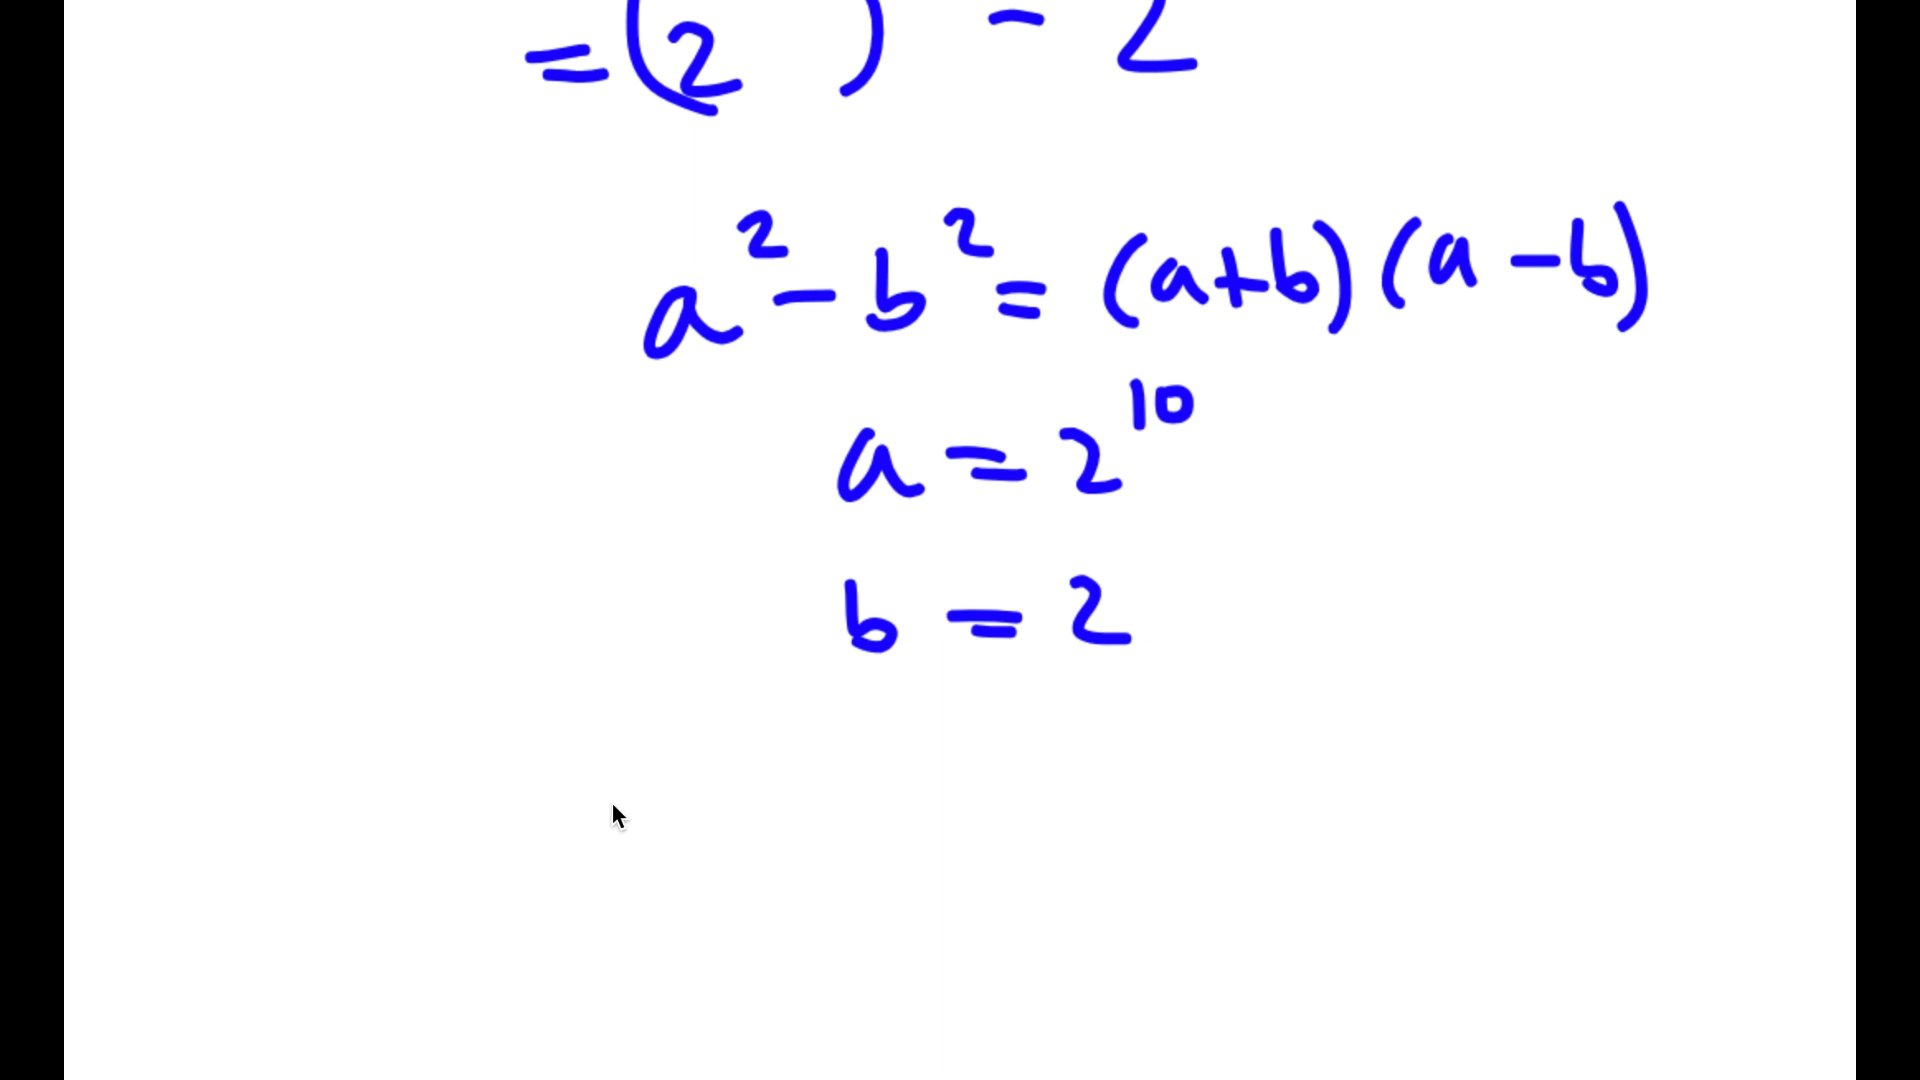 = (2 ) - 2
a² - b² = (a+b) (a - b)
a = 2¹⁰
b = 2